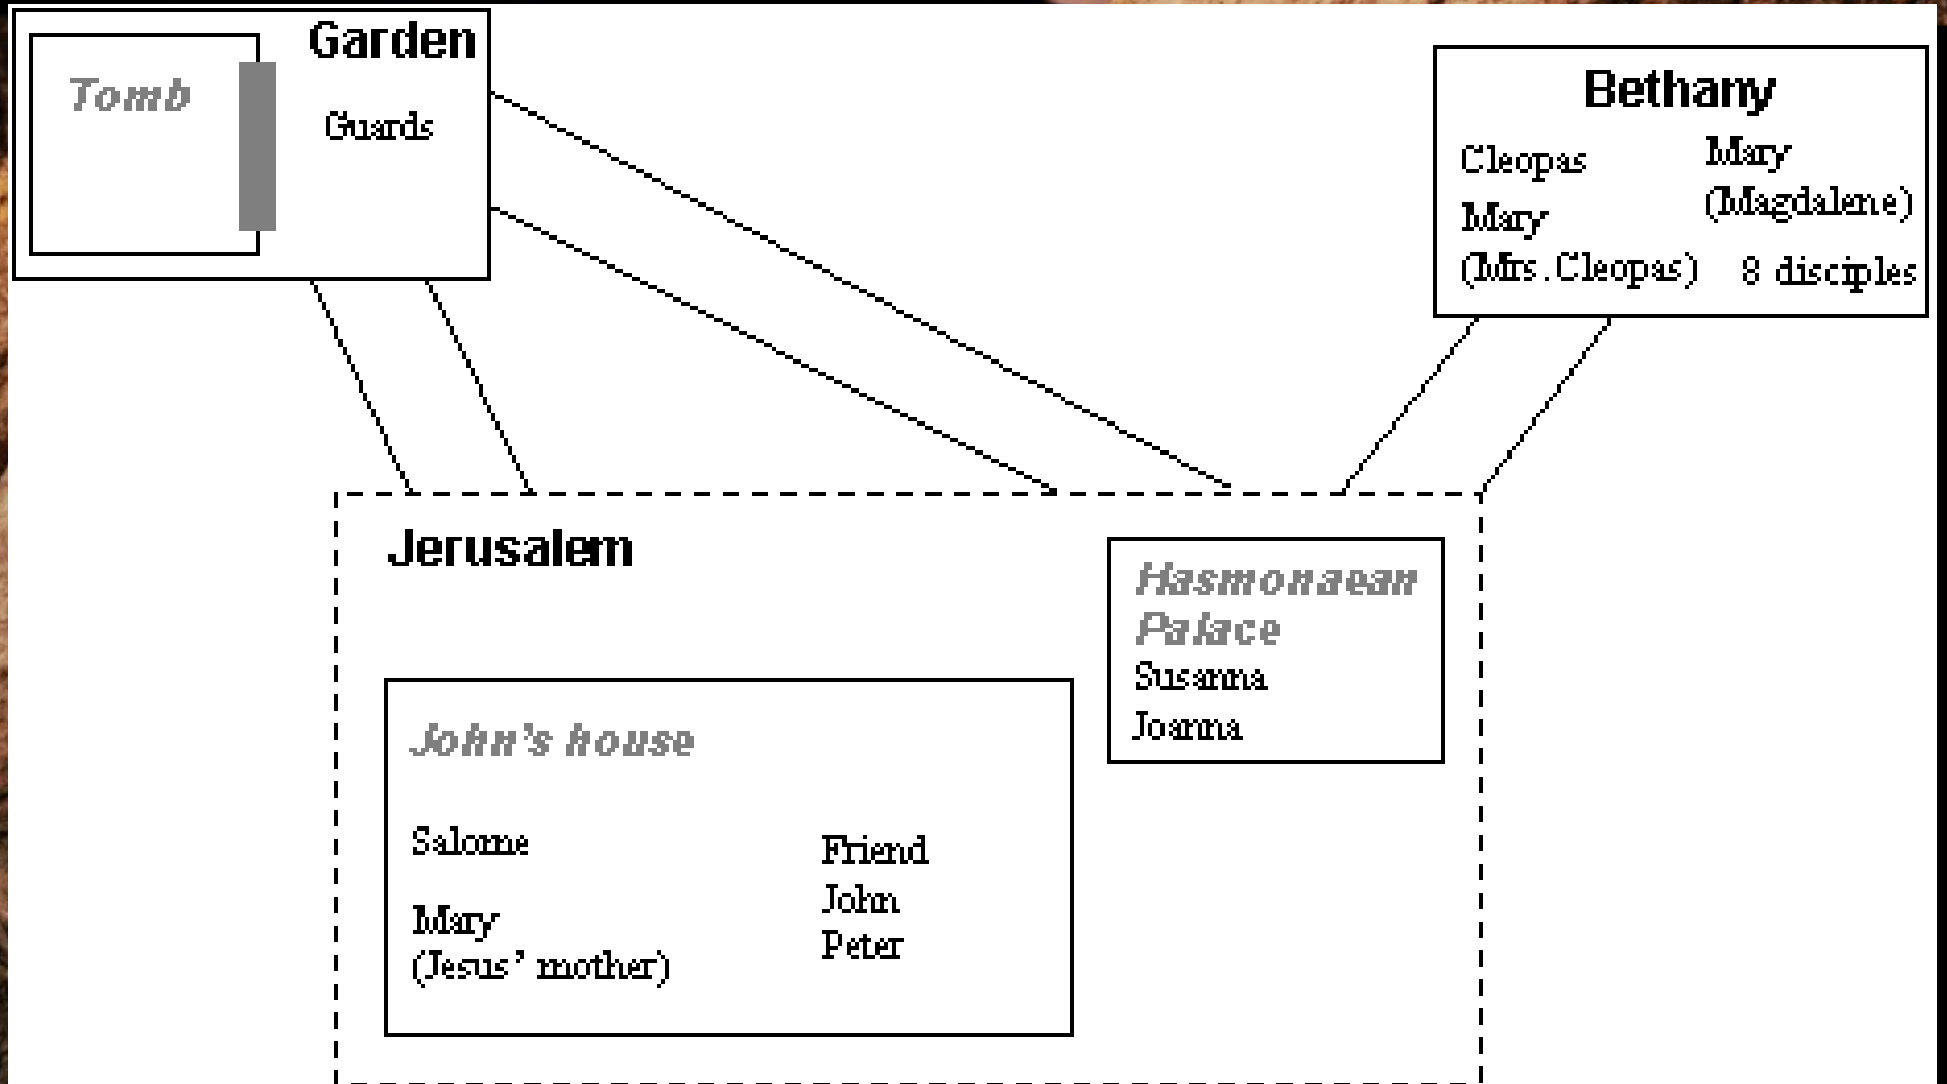 Garden
Tomb
Guards
Bethany
Cleopas
Mary
(Mrs.Cleopas)
Mary
(Magdalene)
8 disciples
Jerusalem
Hasmonaean
Palace
Susanna
Joanna
John's house
Salome
Mary
(Jesus' mother)
Friend
John
Peter